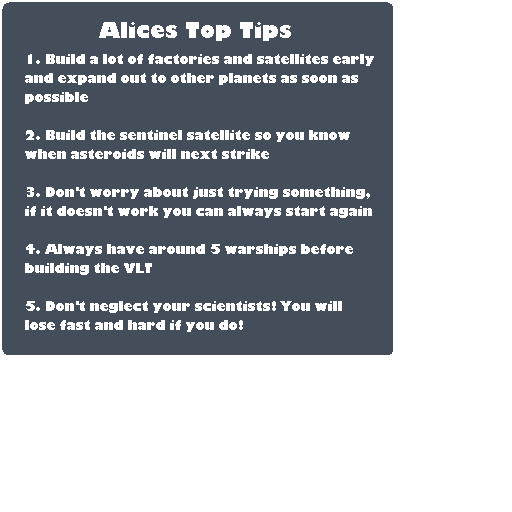 Alices Top Tips
1. Build a lot of factories and satellites early
and expand out to other planets as soon as
possible
2. Build the sentinel satellite so you know
when asteroids will next strike
3. Don't worry about just trying something,
if it doesn't work you can always start again
4. Always have around 5 warships before
building the VLT
5. Don't neglect your scientists! You will
lose fast and hard if you do!